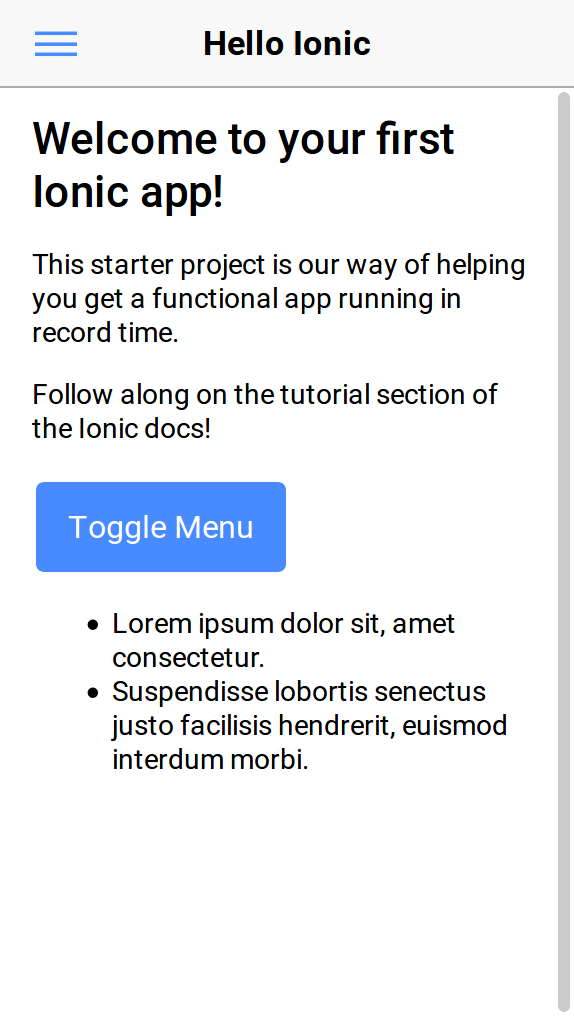 Hello Ionic
Welcome to your first
Ionic app!
This starter project is our way of helping
you get a functional app running in
record time.
Follow along on the tutorial section of
the Ionic docs!
Toggle Menu
Lorem ipsum dolor sit, amet
consectetur.
Suspendisse lobortis senectus
justo facilisis hendrerit, euismod
interdum morbi.